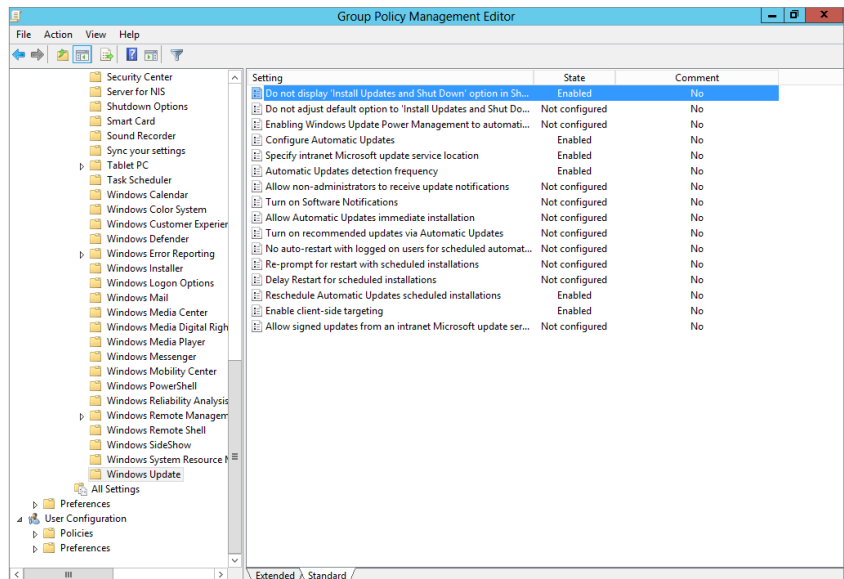 Group Policy Management Editor
File Action View Help
Security Center
Server for NIS
Shutdown Options
Smart Card
Sound Recorder
Sync your settings
Tablet PC
Task Scheduler
Windows Calendar
Windows Color System
Windows Customer Experier
Windows Defender
Windows Error Reporting
Windows Installer
Windows Logon Options
Windows Mail
Windows Media Center
Windows Media Digital Righ
Windows Media Player
Windows Messenger
Windows Mobility Center
Windows PowerShell
Windows Reliability Analysis
Windows Remote Managem
Windows Remote Shell
Windows SideShow
Windows System Resource M
Windows Update
All Settings
Preferences
User Configuration
Policies
Preferences
Setting State Comment
Do not display 'Install Updates and Shut Down' option in Sh... Enabled No
Do not adjust default option to 'Install Updates and Shut Do... Not configured No
Enabling Windows Update Power Management to automati... Not configured No
Configure Automatic Updates Enabled No
Specify intranet Microsoft update service location Enabled No
Automatic Updates detection frequency Enabled No
Allow non-administrators to receive update notifications Not configured No
Turn on Software Notifications Not configured No
Allow Automatic Updates immediate installation Enabled No
Turn on recommended updates via Automatic Updates Not configured No
No auto-restart with logged on users for scheduled automat... Not configured No
Re-prompt for restart with scheduled installations Not configured No
Delay Restart for scheduled installations Not configured No
Reschedule Automatic Updates scheduled installations Enabled No
Enable client-side targeting Enabled No
Allow signed updates from an intranet Microsoft update ser... Not configured No
Extended Standard